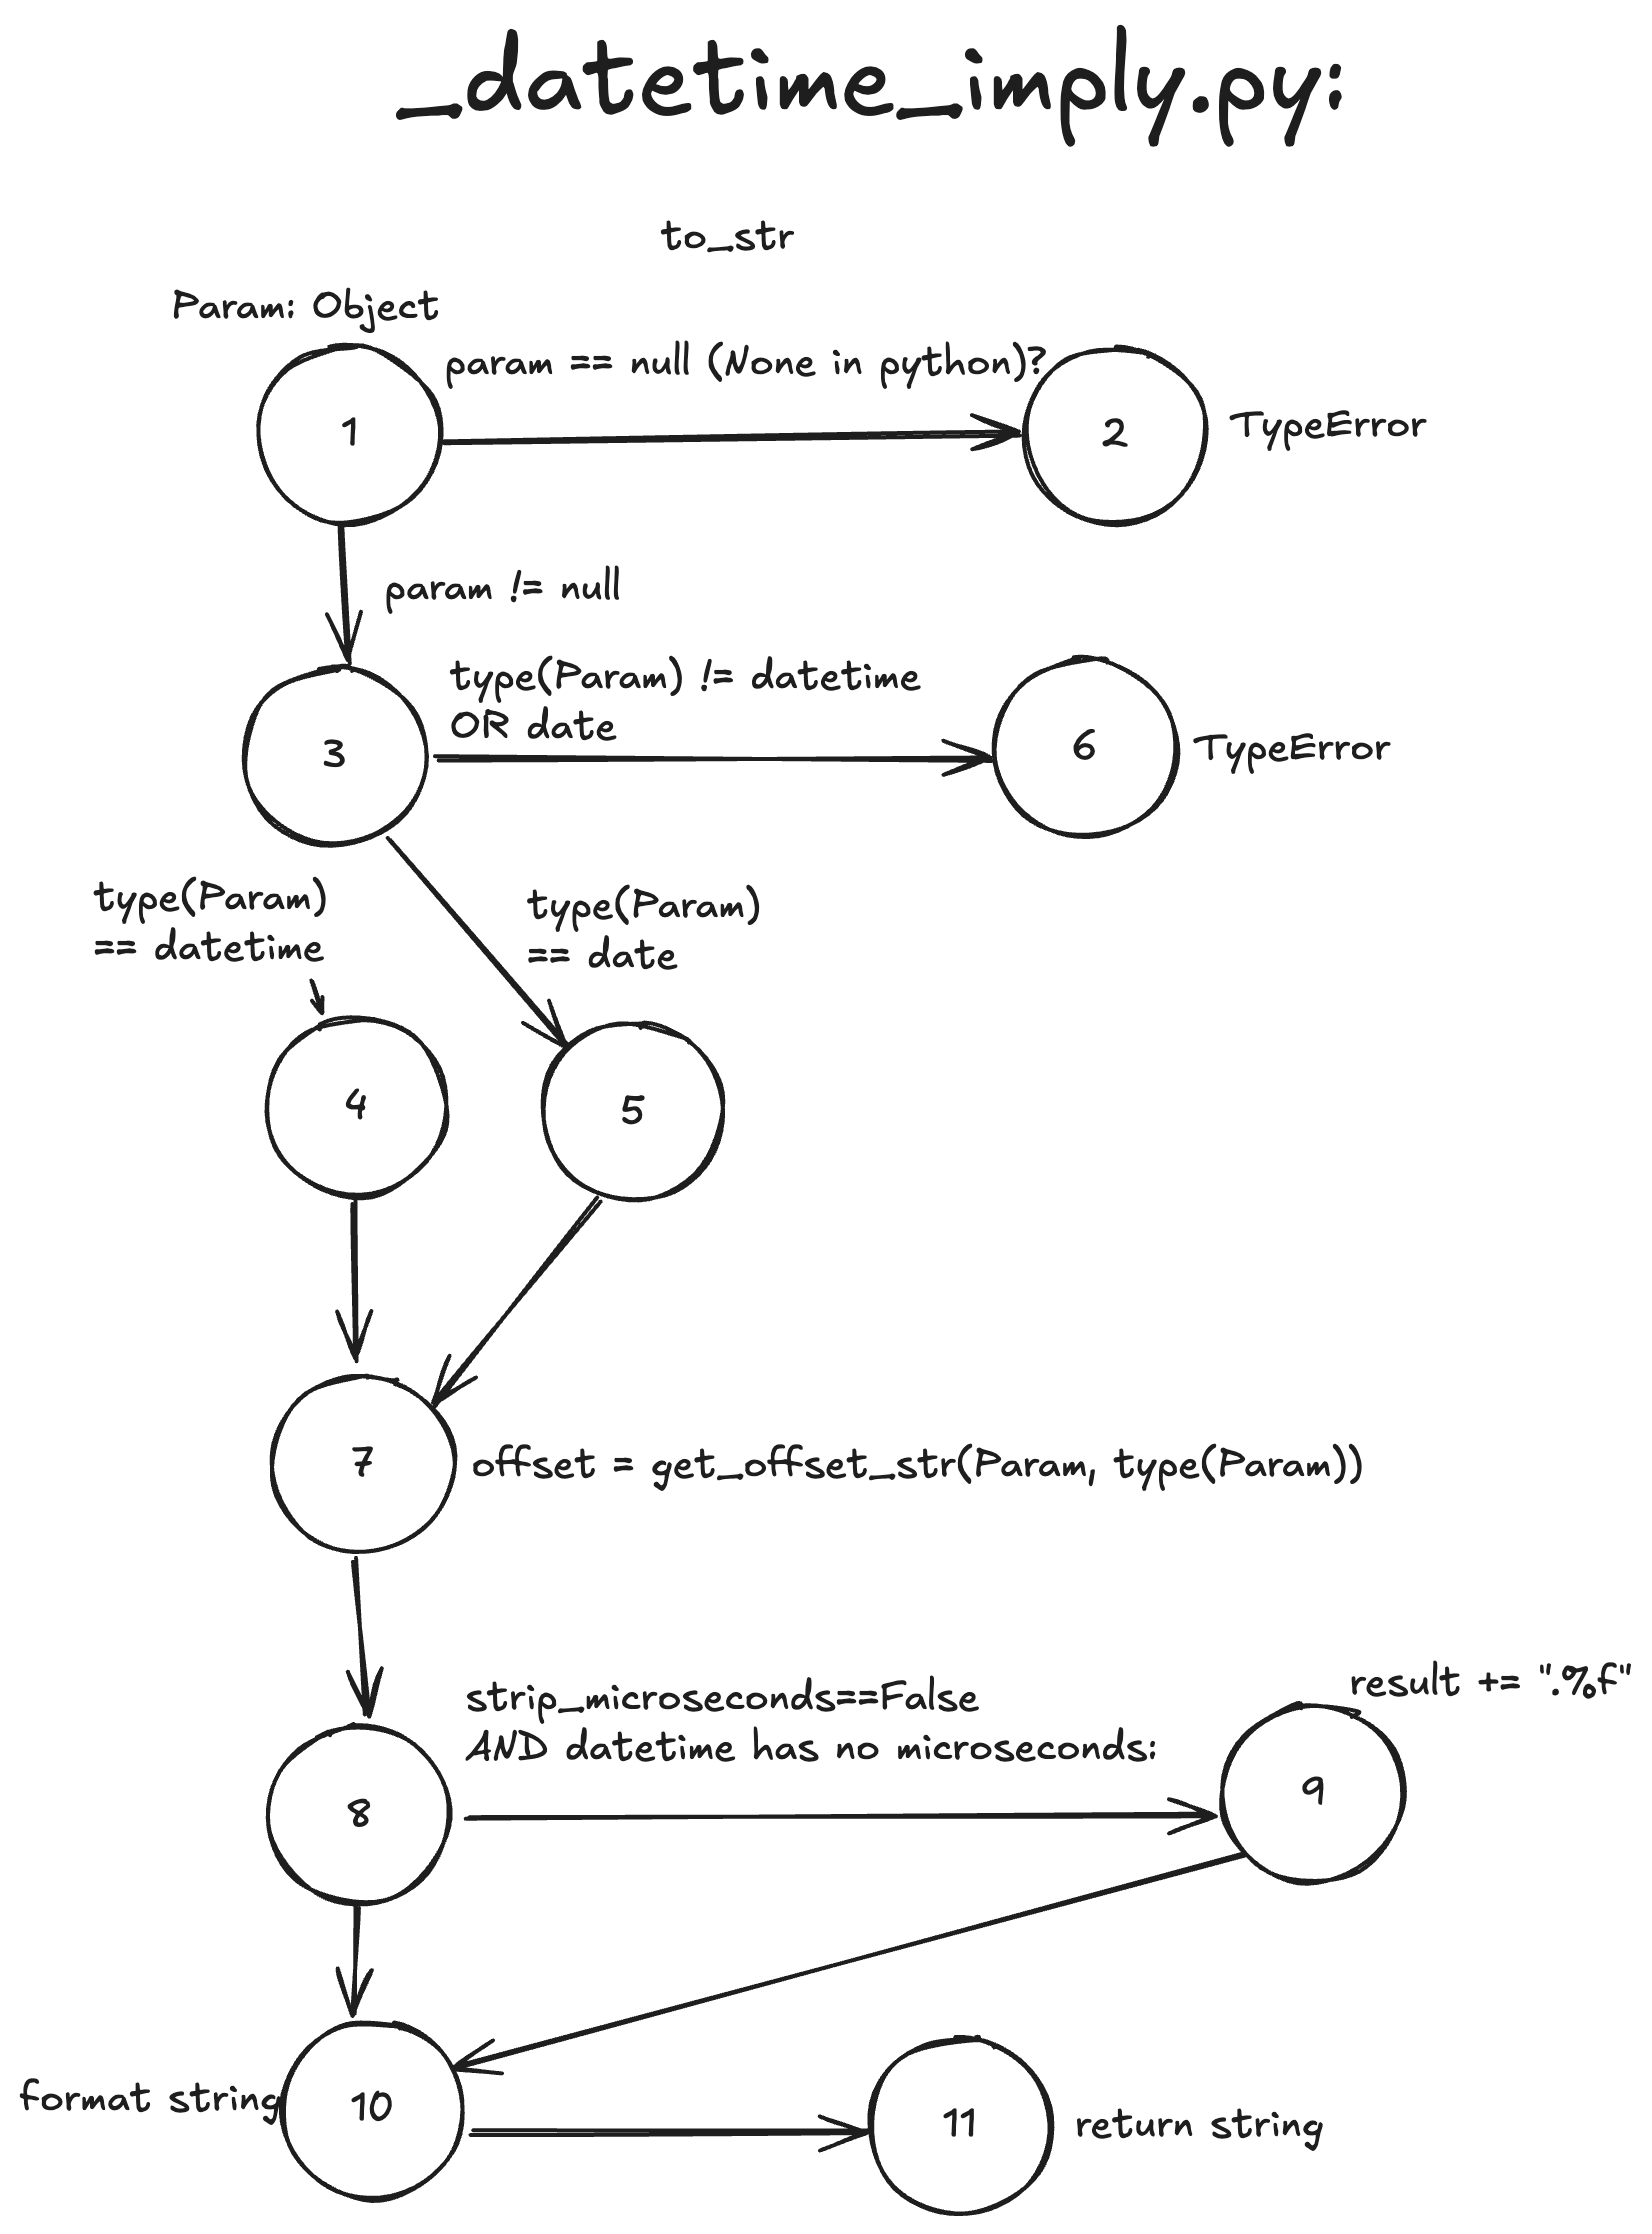 _datetime_imply.py:
to_str
Param: Object
param == null (None in python)?
1
2
TypeError
param != null
type(Param) != datetime
OR date
3
6
TypeError
type(Param)
== datetime
type(Param)
== date
4
5
7
offset = get_offset_str(Param, type(Param))
result += ".%f"
strip_microseconds==False
AND datetime has no microseconds:
8
9
format string
10
11
return string